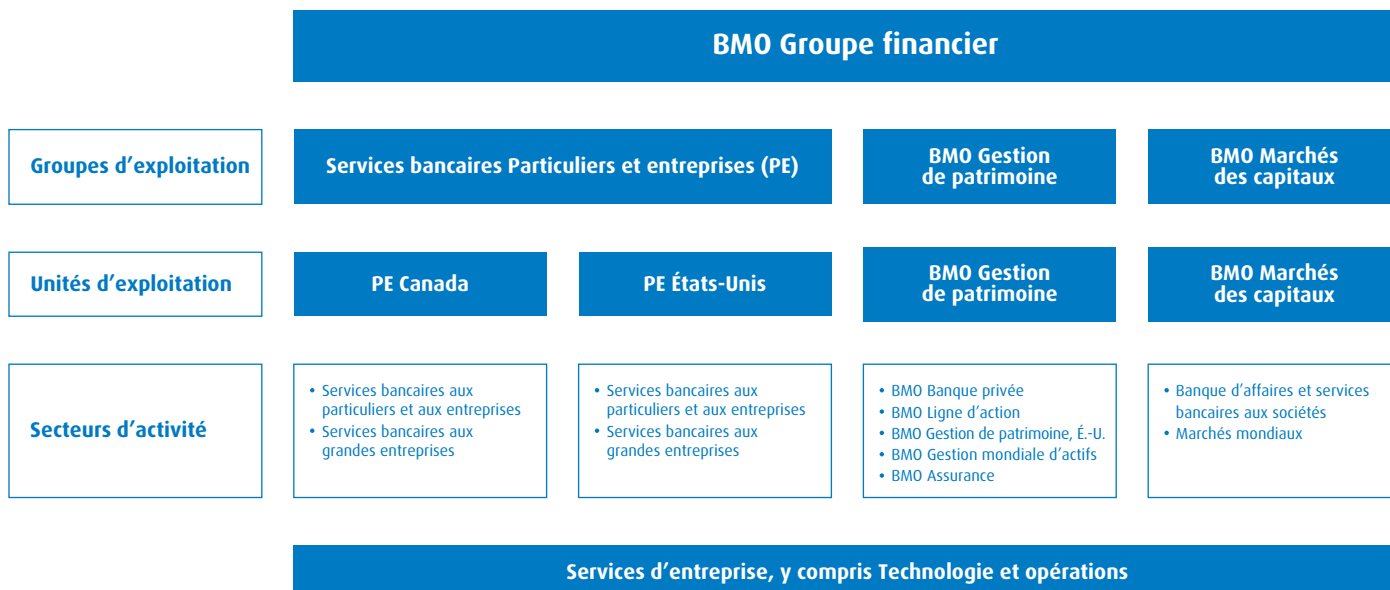 BMO Groupe financier
Groupes d'exploitation
Services bancaires Particuliers et entreprises (PE)
BMO Gestion
de patrimoine
BMO Marchés
des capitaux
Unités d'exploitation
PE Canada
PE États-Unis
BMO Gestion
de patrimoine
BMO Marchés
des capitaux
Secteurs d'activité
• Services bancaires aux
particuliers et aux entreprises
• Services bancaires aux
grandes entreprises
• Services bancaires aux
particuliers et aux entreprises
• Services bancaires aux
grandes entreprises
• BMO Banque privée
• BMO Ligne d'action
• BMO Gestion de patrimoine, É.-U.
• BMO Gestion mondiale d'actifs
• BMO Assurance
• Banque d'affaires et services
bancaires aux sociétés
• Marchés mondiaux
Services d'entreprise, y compris Technologie et opérations